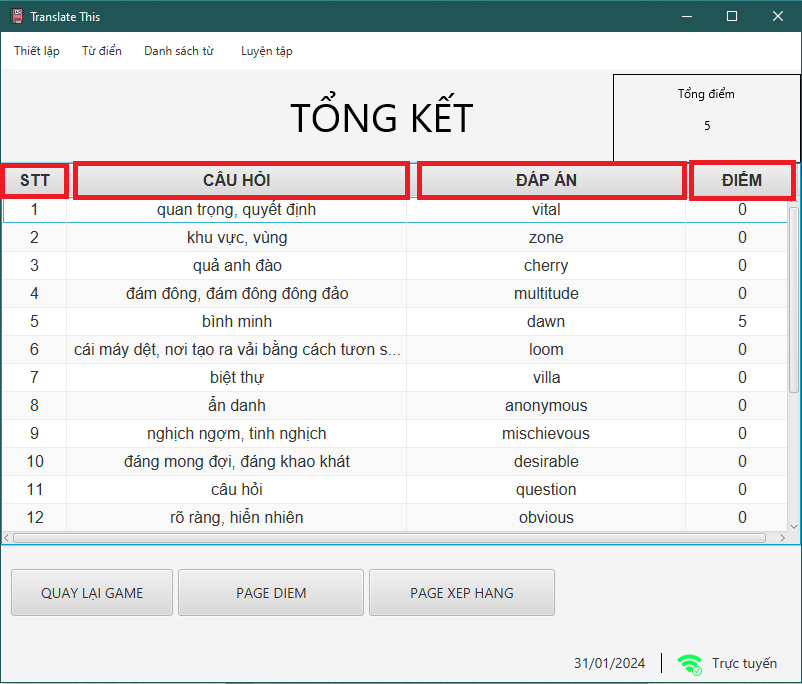 Translate This
Thiết lập Từ điển Danh sách từ Luyện tập
TỔNG KẾT
Tổng điểm
5
STT CÂU HỎI ĐÁP ÁN ĐIỂM
1 quan trọng, quyết định vital 0
2 khu vực, vùng zone 0
3 quả anh đào cherry 0
4 đám đông, đám đông đông đảo multitude 0
5 bình minh dawn 5
6 cái máy dệt, nơi tạo ra vải bằng cách tươn s... loom 0
7 biệt thự villa 0
8 ẩn danh anonymous 0
9 nghịch ngợm, tinh nghịch mischievous 0
10 đáng mong đợi, đáng khao khát desirable 0
11 câu hỏi question 0
12 rõ ràng, hiển nhiên obvious 0
QUAY LẠI GAME PAGE DIEM PAGE XEP HANG
31/01/2024 Trực tuyến